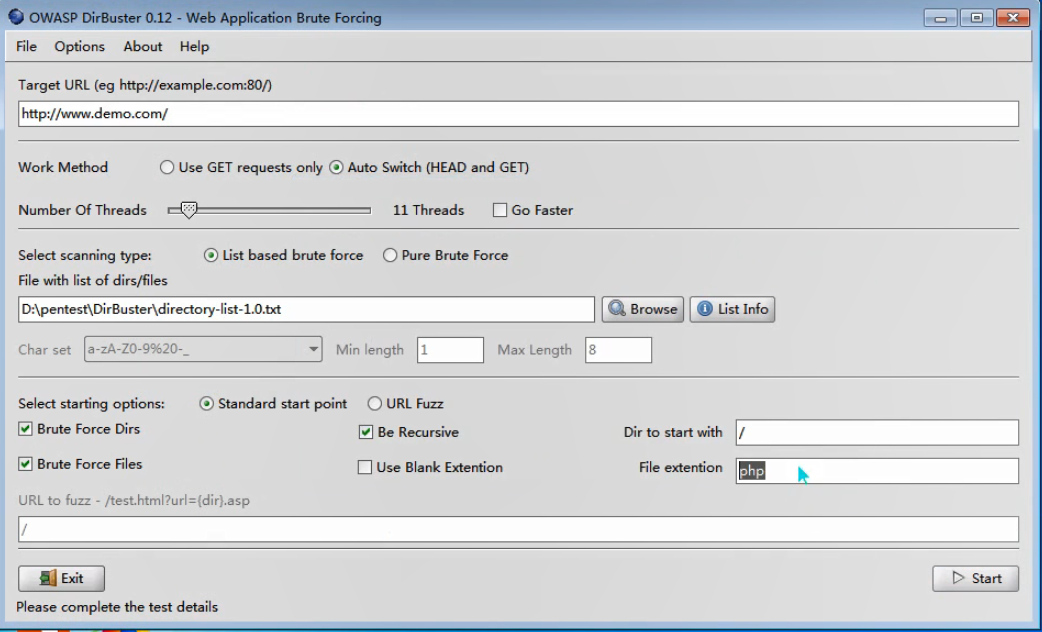 OWASP DirBuster 0.12 - Web Application Brute Forcing
File Options About Help
Target URL (eg http://example.com:80/)
http://www.demo.com/
Work Method Use GET requests only Auto Switch (HEAD and GET)
Number Of Threads 11 Threads Go Faster
Select scanning type: List based brute force Pure Brute Force
File with list of dirs/files
D:\pentest\DirBuster\directory-list-1.0.txt Browse List Info
Char set a-zA-Z0-9%20-_ Min length 1 Max Length 8
Select starting options: Standard start point URL Fuzz
Brute Force Dirs Be Recursive Dir to start with /
Brute Force Files Use Blank Extention File extention php
URL to fuzz - /test.html?url={dir}.asp
/
Exit Start
Please complete the test details